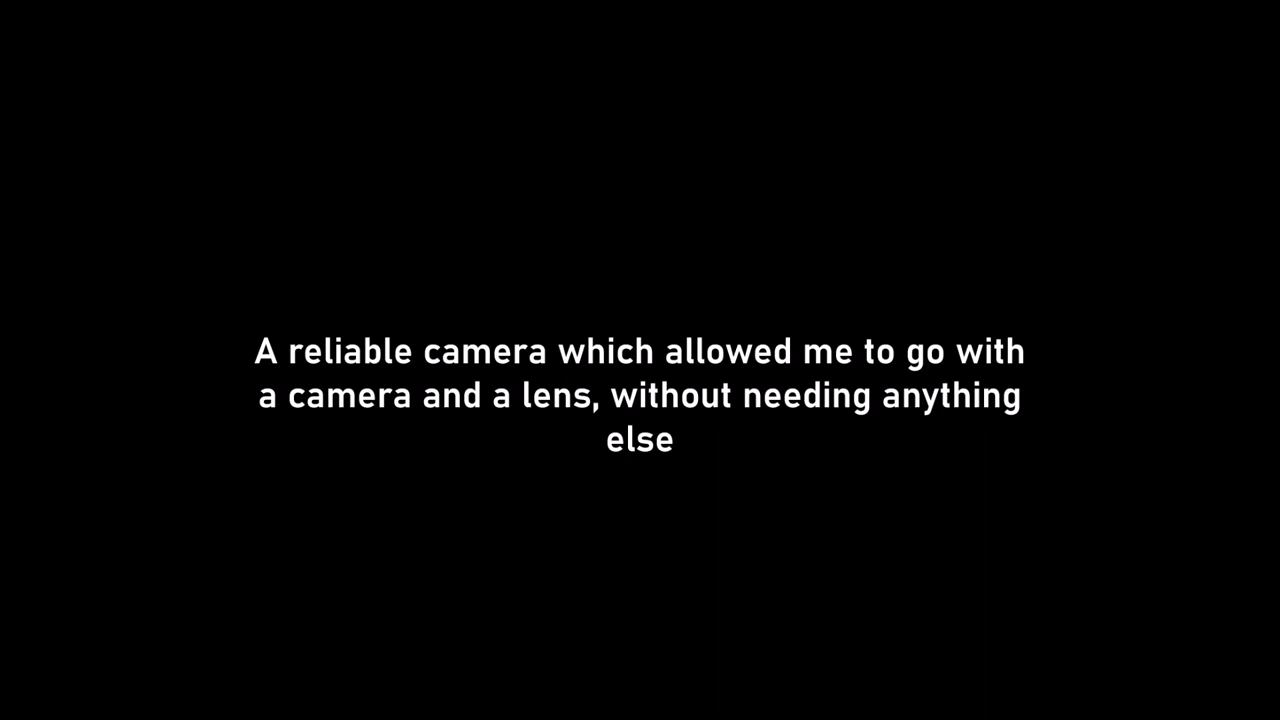 A reliable camera which allowed me to go with
a camera and a lens, without needing anything
else